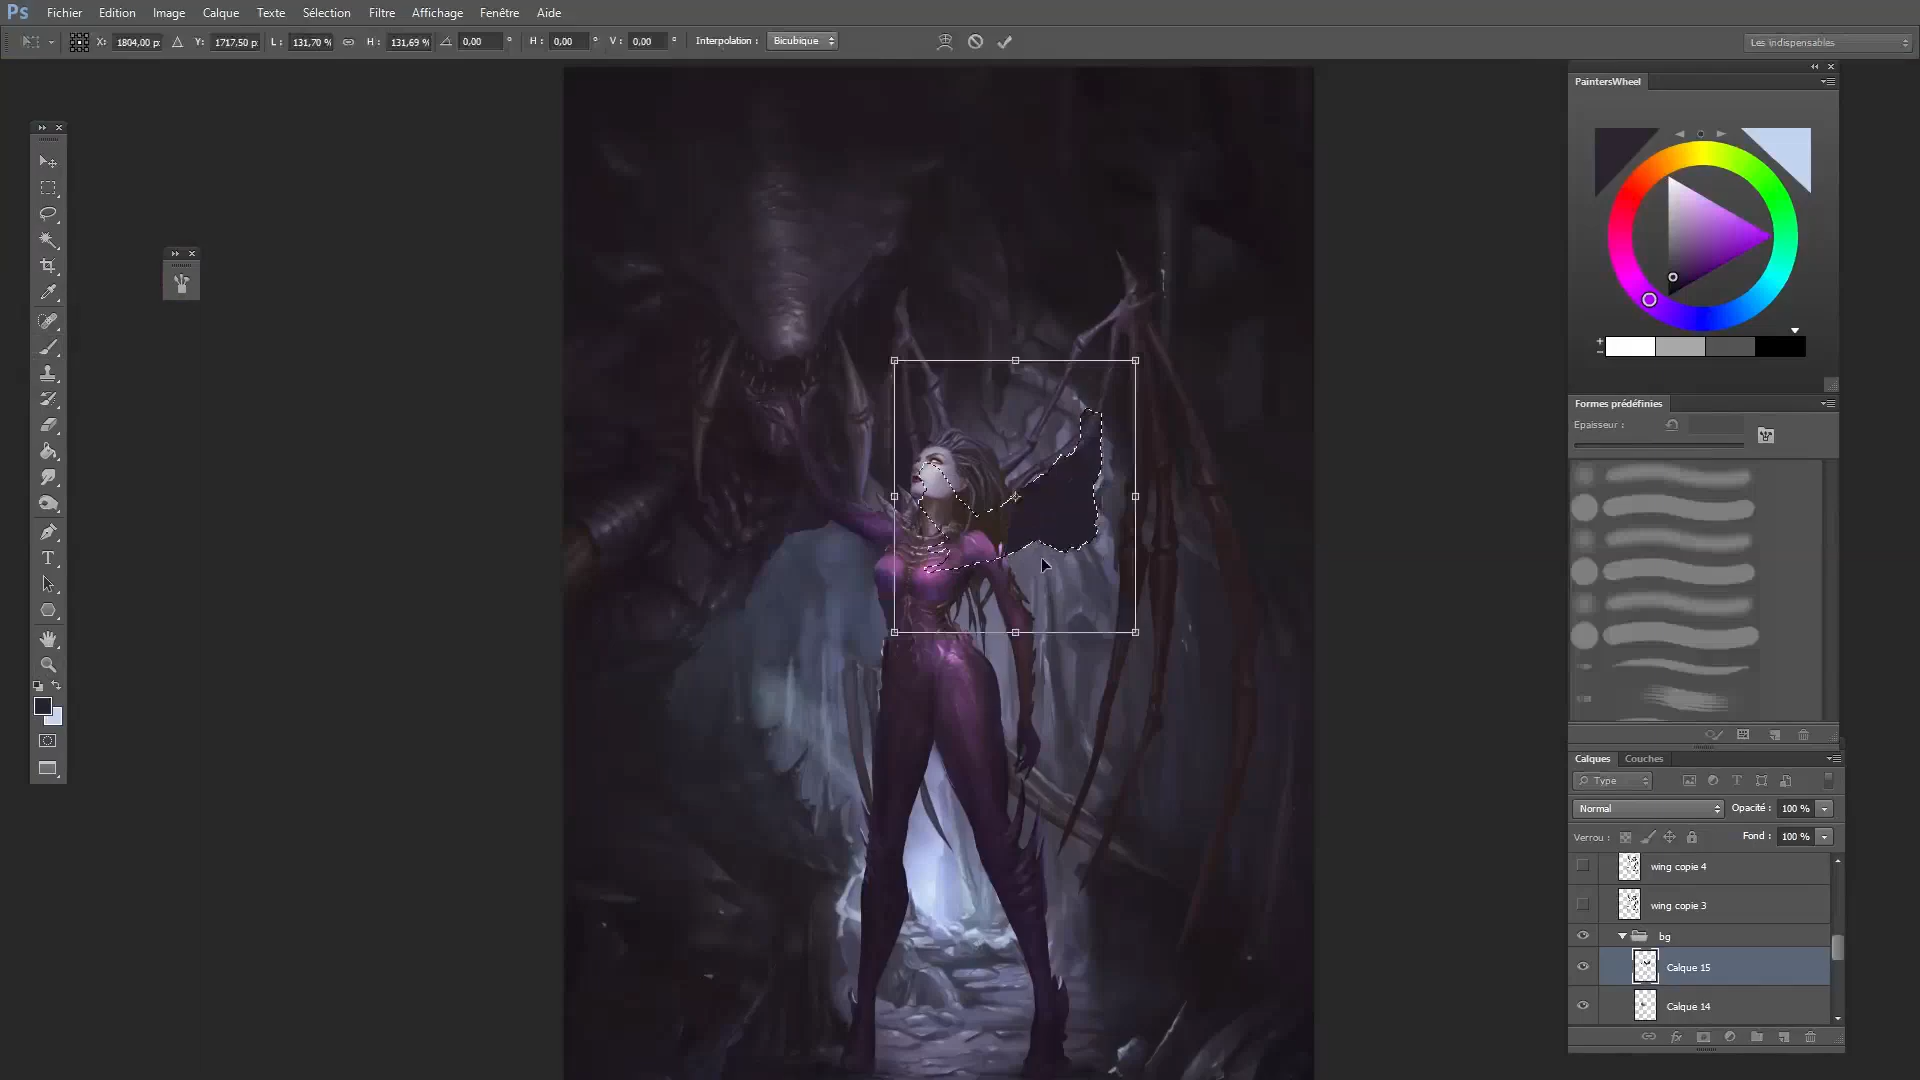 Ps Fichier Edition Image Calque Texte Sélection Filtre Affichage Fenêtre Aide
X: 1804,00 p: Y: 1717,50 p: L: 131,70 % H: 131,69 % 0,00 ° H: 0,00 ° V: 0,00 ° Interpolation : Bicubique Les indispensables
PaintersWheel
Formes prédéfinies
Epaisseur :
Calques Couches
Type
Normal Opacité : 100 %
Verrou : Fond : 100 %
wing copie 4
wing copie 3
bg
Calque 15
Calque 14
fx